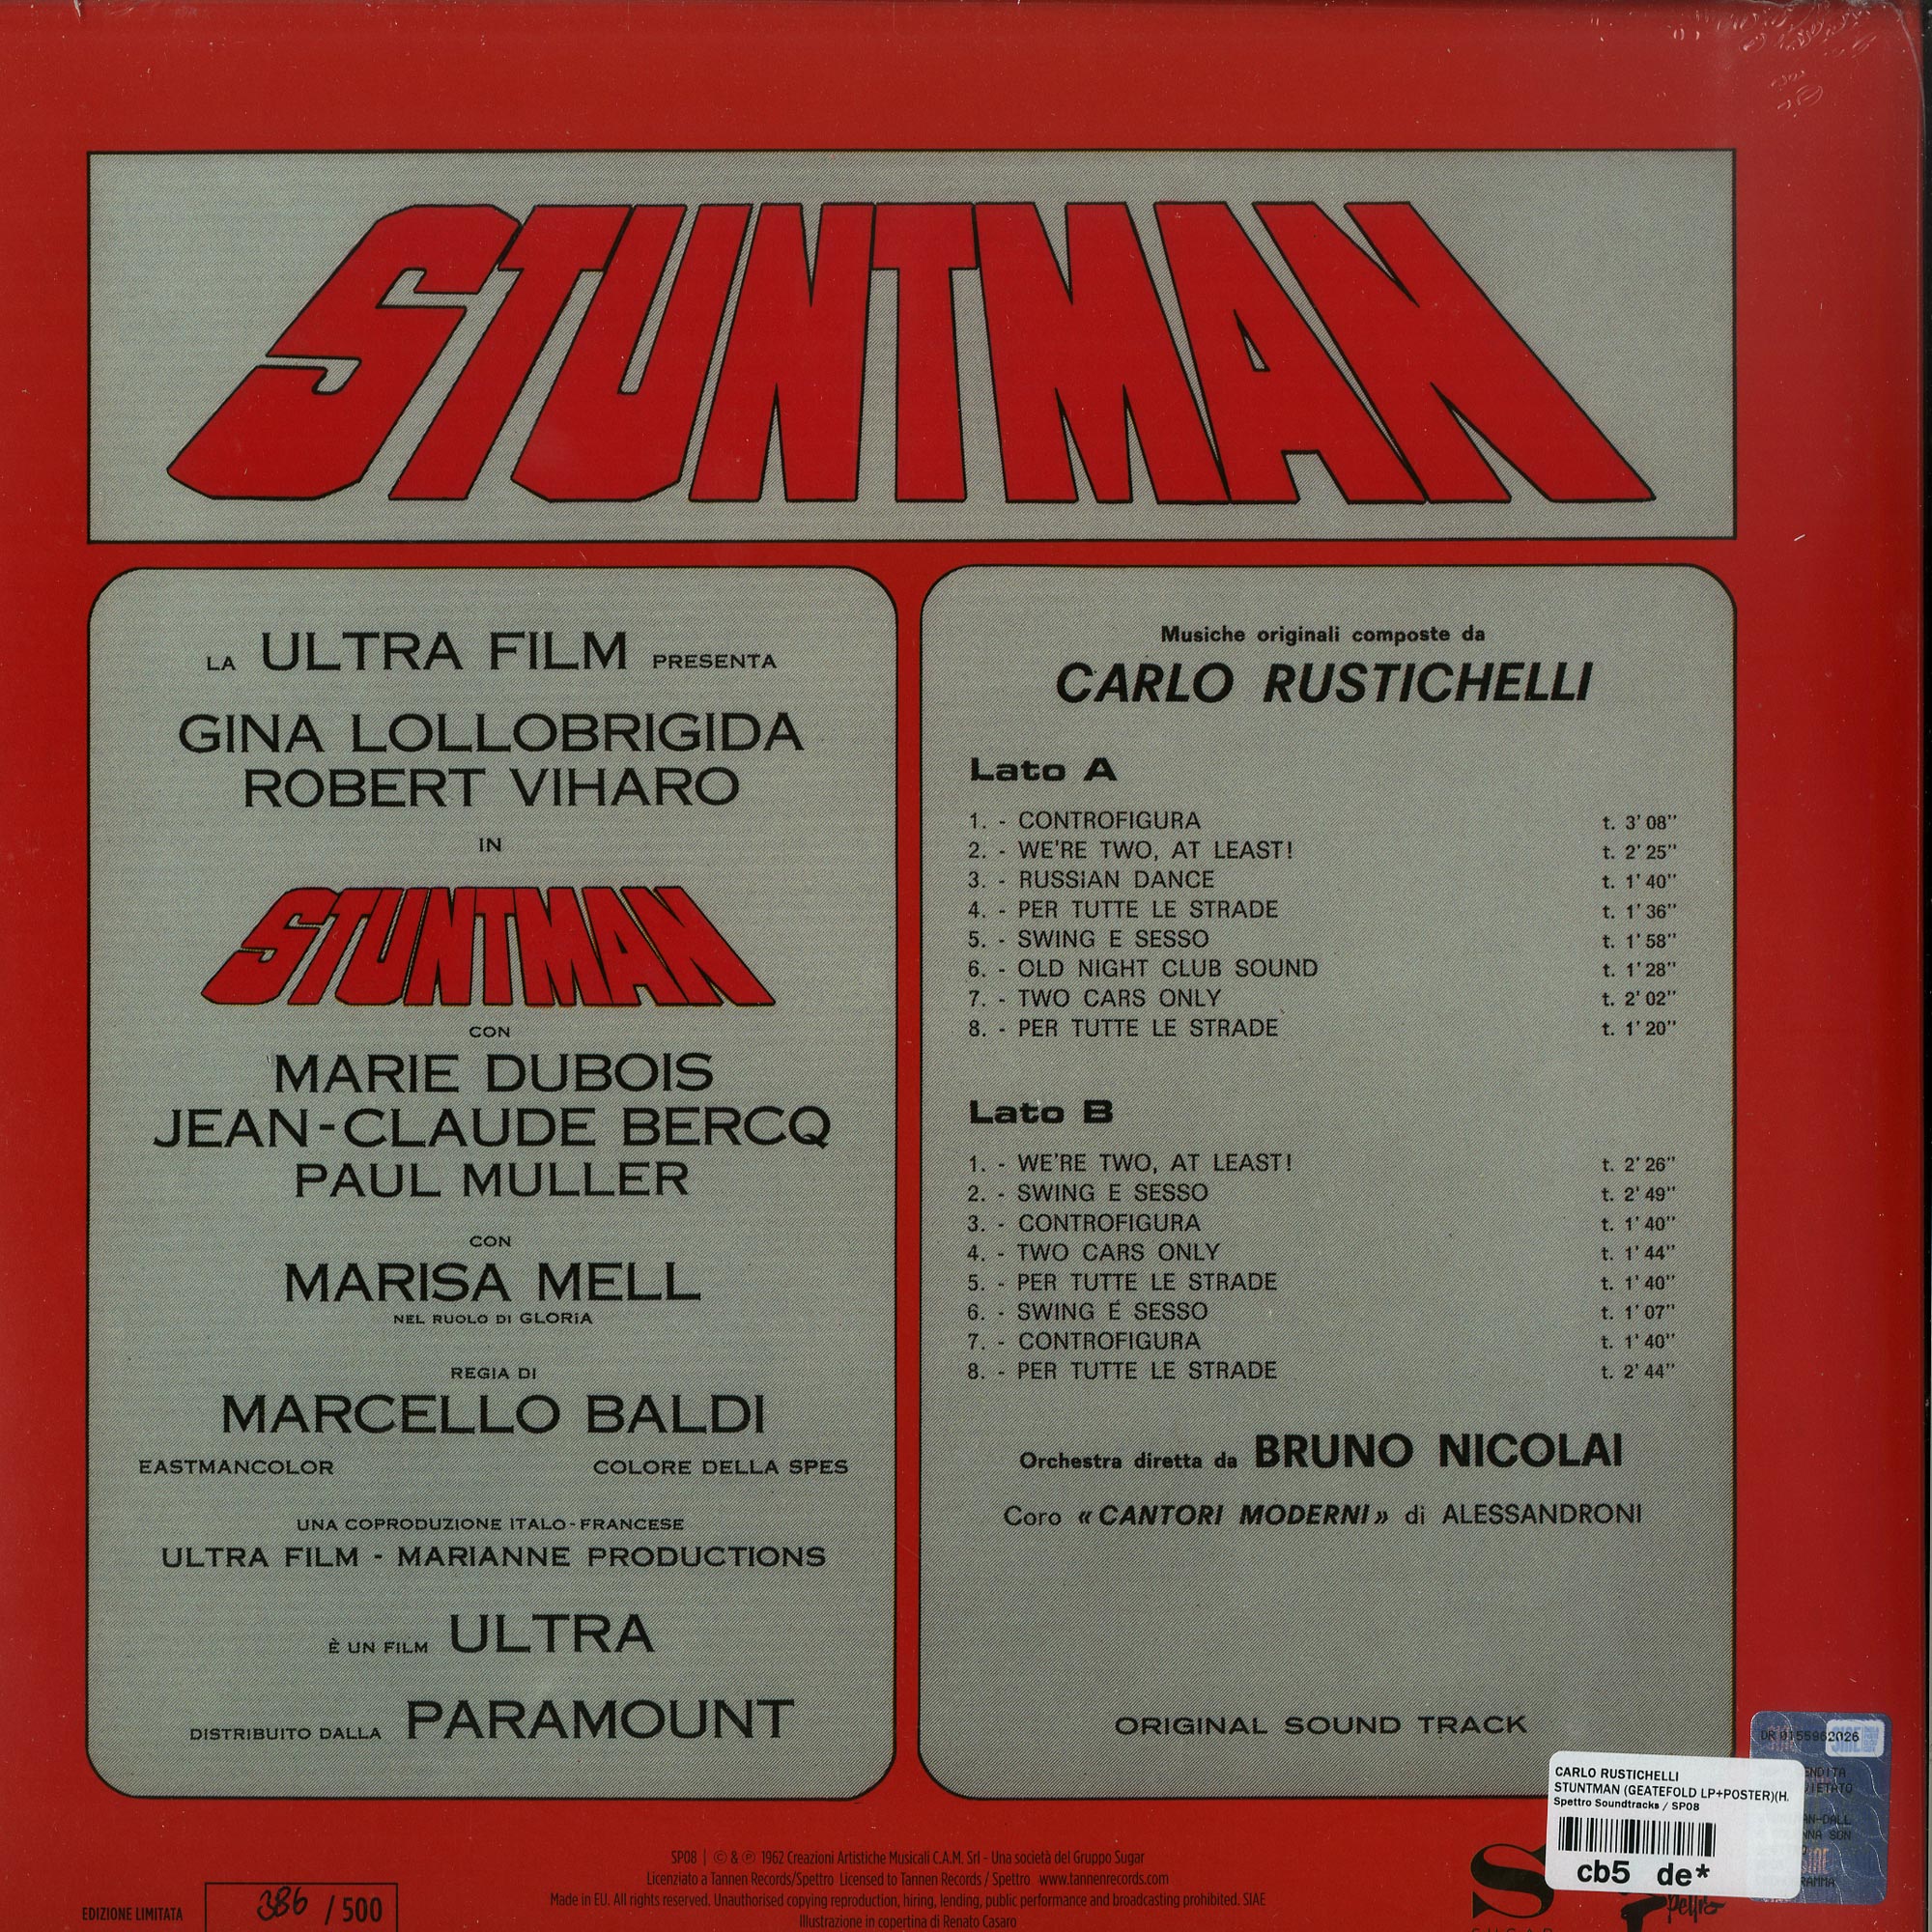 STUNTMAN
LA ULTRA FILM PRESENTA
GINA LOLLOBRIGIDA
ROBERT VIHARO
IN
STUNTMAN
CON
MARIE DUBOIS
JEAN-CLAUDE BERCQ
PAUL MULLER
CON
MARISA MELL
NEL RUOLO DI GLORiA
REGIA DI
MARCELLO BALDI
EASTMANCOLOR COLORE DELLA SPES
UNA COPRODUZIONE ITALO-FRANCESE
ULTRA FILM - MARIANNE PRODUCTIONS
È UN FILM ULTRA
DISTRIBUITO DALLA PARAMOUNT
Musiche originali composte da
CARLO RUSTICHELLI
Lato A
1. - CONTROFIGURA t. 3' 08''
2. - WE'RE TWO, AT LEAST! t. 2' 25''
3. - RUSSIAN DANCE t. 1' 40''
4. - PER TUTTE LE STRADE t. 1' 36''
5. - SWING E SESSO t. 1' 58''
6. - OLD NIGHT CLUB SOUND t. 1' 28''
7. - TWO CARS ONLY t. 2' 02''
8. - PER TUTTE LE STRADE t. 1' 20''
Lato B
1. - WE'RE TWO, AT LEAST! t. 2' 26''
2. - SWING E SESSO t. 2' 49''
3. - CONTROFIGURA t. 1' 40''
4. - TWO CARS ONLY t. 1' 44''
5. - PER TUTTE LE STRADE t. 1' 40''
6. - SWING E SESSO t. 1' 07''
7. - CONTROFIGURA t. 1' 40''
8. - PER TUTTE LE STRADE t. 2' 44''
Orchestra diretta da BRUNO NICOLAI
Coro «CANTORI MODERNI» di ALESSANDRONI
ORIGINAL SOUND TRACK
DR 0155962026
CARLO RUSTICHELLI
STUNTMAN (GEATEFOLD LP+POSTER)(H.
Spettro Soundtracks / SP08
cb5 de*
SP08 | © & ℗ 1962 Creazioni Artistiche Musicali C.A.M. Srl - Una società del Gruppo Sugar
Licenziato a Tannen Records/Spettro Licensed to Tannen Records / Spettro www.tannenrecords.com
Made in EU. All rights reserved. Unauthorised copying reproduction, hiring, lending, public performance and broadcasting prohibited. SIAE
Illustrazione in copertina di Renato Casaro
EDIZIONE LIMITATA 386 / 500